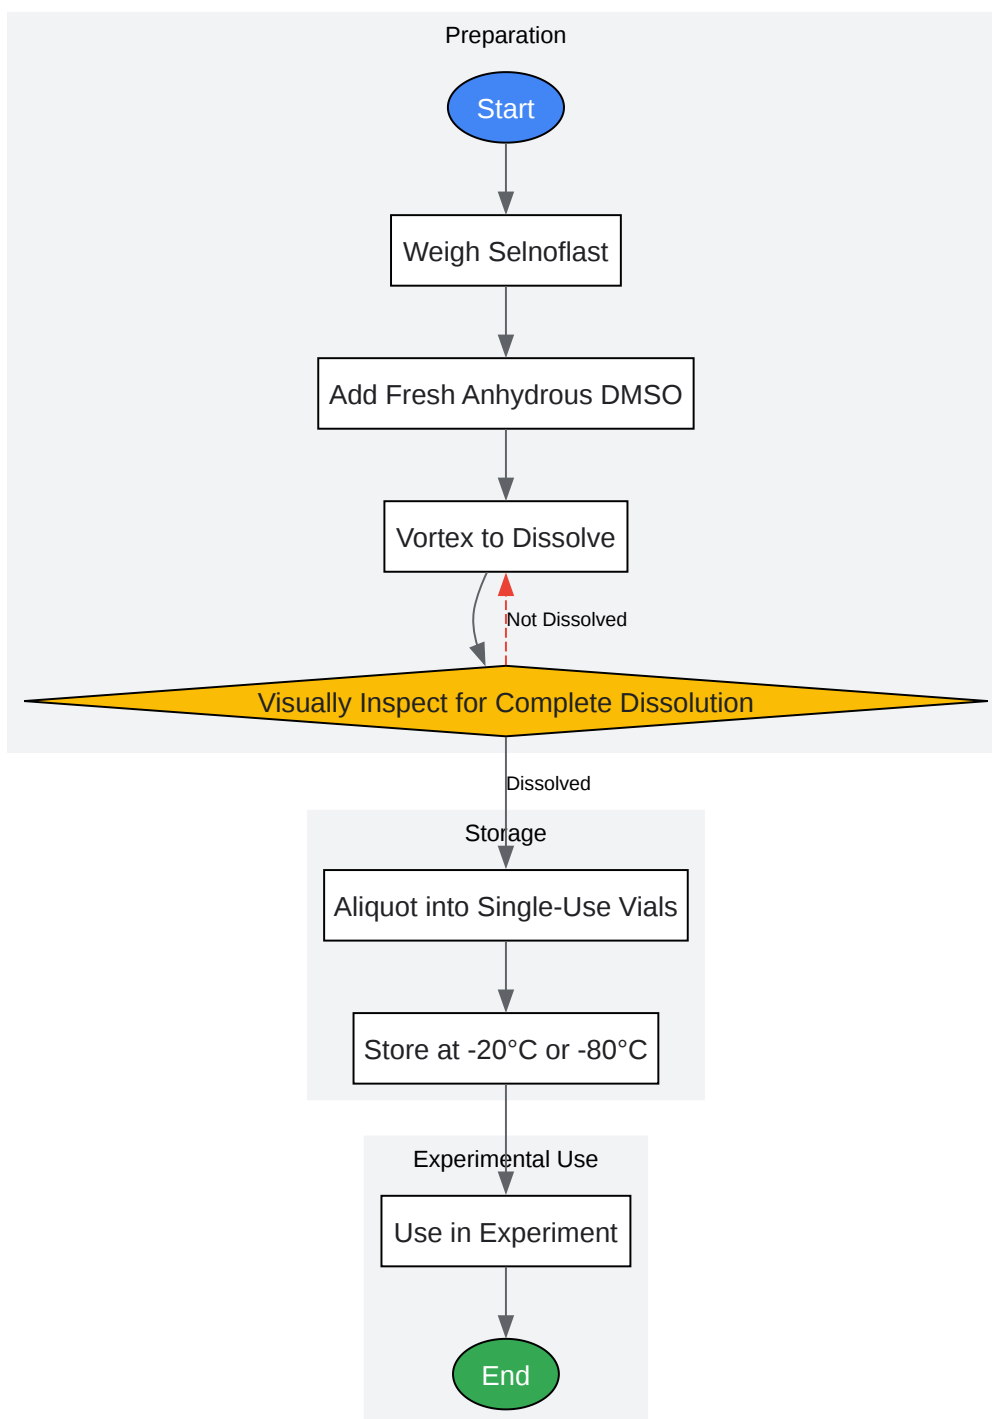 Preparation
Start
Weigh Selnoflast
Add Fresh Anhydrous DMSO
Vortex to Dissolve
Not Dissolved
Visually Inspect for Complete Dissolution
Dissolved
Storage
Aliquot into Single-Use Vials
Store at -20°C or -80°C
Experimental Use
Use in Experiment
End